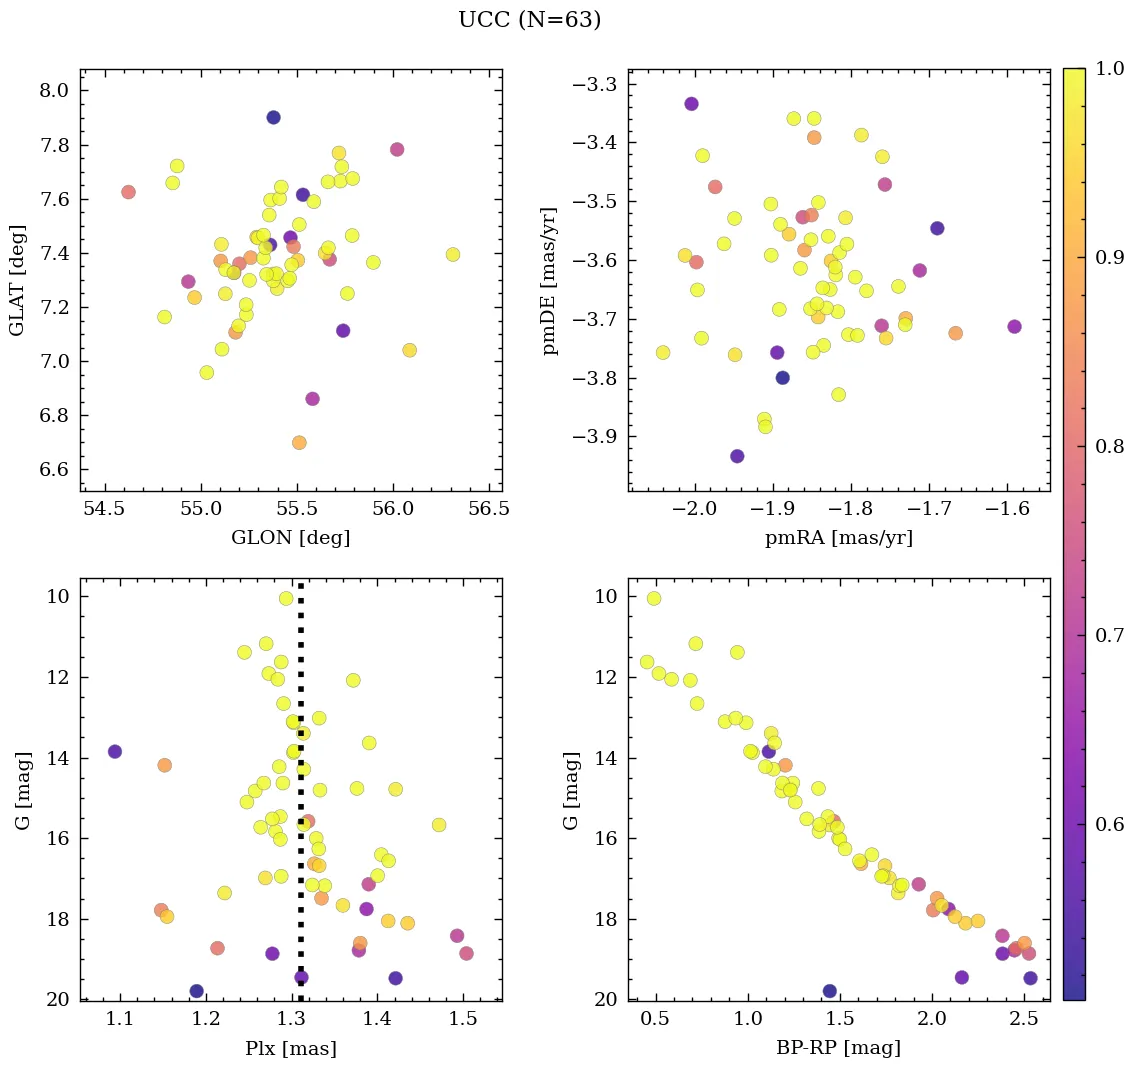 UCC (N=63)
8.0
7.8
7.6
7.4
7.2
7.0
6.8
6.6
GLAT [deg]
54.5 55.0 55.5 56.0 56.5
GLON [deg]
−3.3
−3.4
−3.5
−3.6
−3.7
−3.8
−3.9
pmDE [mas/yr]
−2.0 −1.9 −1.8 −1.7 −1.6
pmRA [mas/yr]
1.0
0.9
0.8
0.7
0.6
10
12
14
16
18
20
G [mag]
1.1 1.2 1.3 1.4 1.5
Plx [mas]
10
12
14
16
18
20
G [mag]
0.5 1.0 1.5 2.0 2.5
BP-RP [mag]